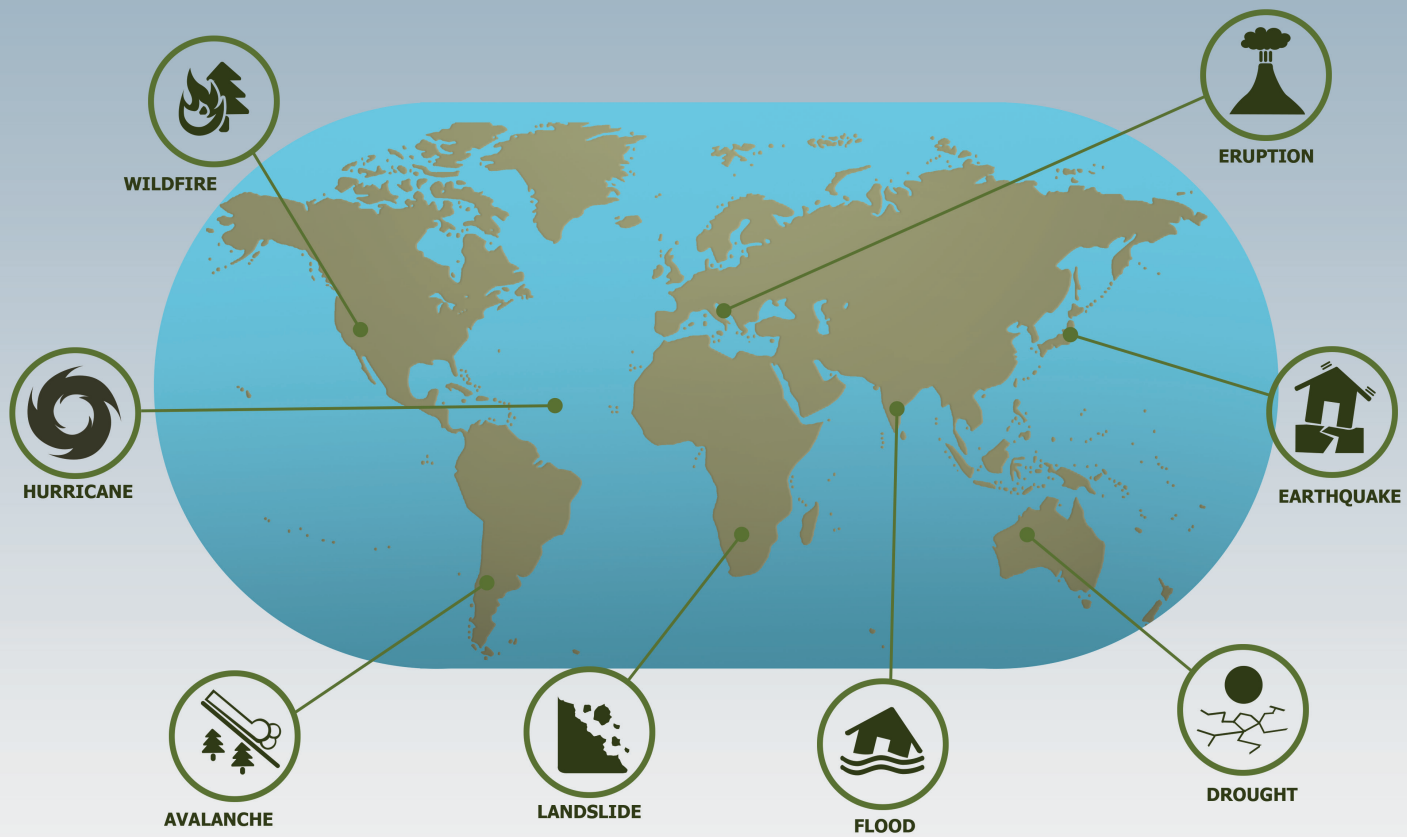 ERUPTION
WILDFIRE
HURRICANE
EARTHQUAKE
DROUGHT
LANDSLIDE
AVALANCHE
FLOOD